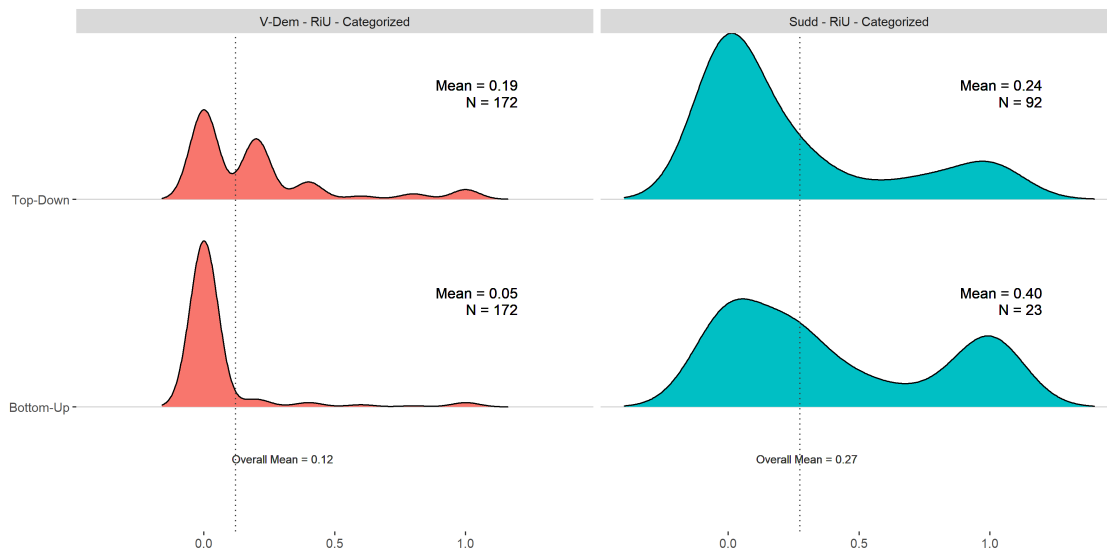 V-Dem - RiU - Categorized
Sudd - RiU - Categorized
Mean = 0.19
N = 172
Mean = 0.24
N = 92
Top-Down
Mean = 0.05
N = 172
Mean = 0.40
N = 23
Bottom-Up
Overall Mean = 0.12
Overall Mean = 0.27
0.0 0.5 1.0
0.0 0.5 1.0